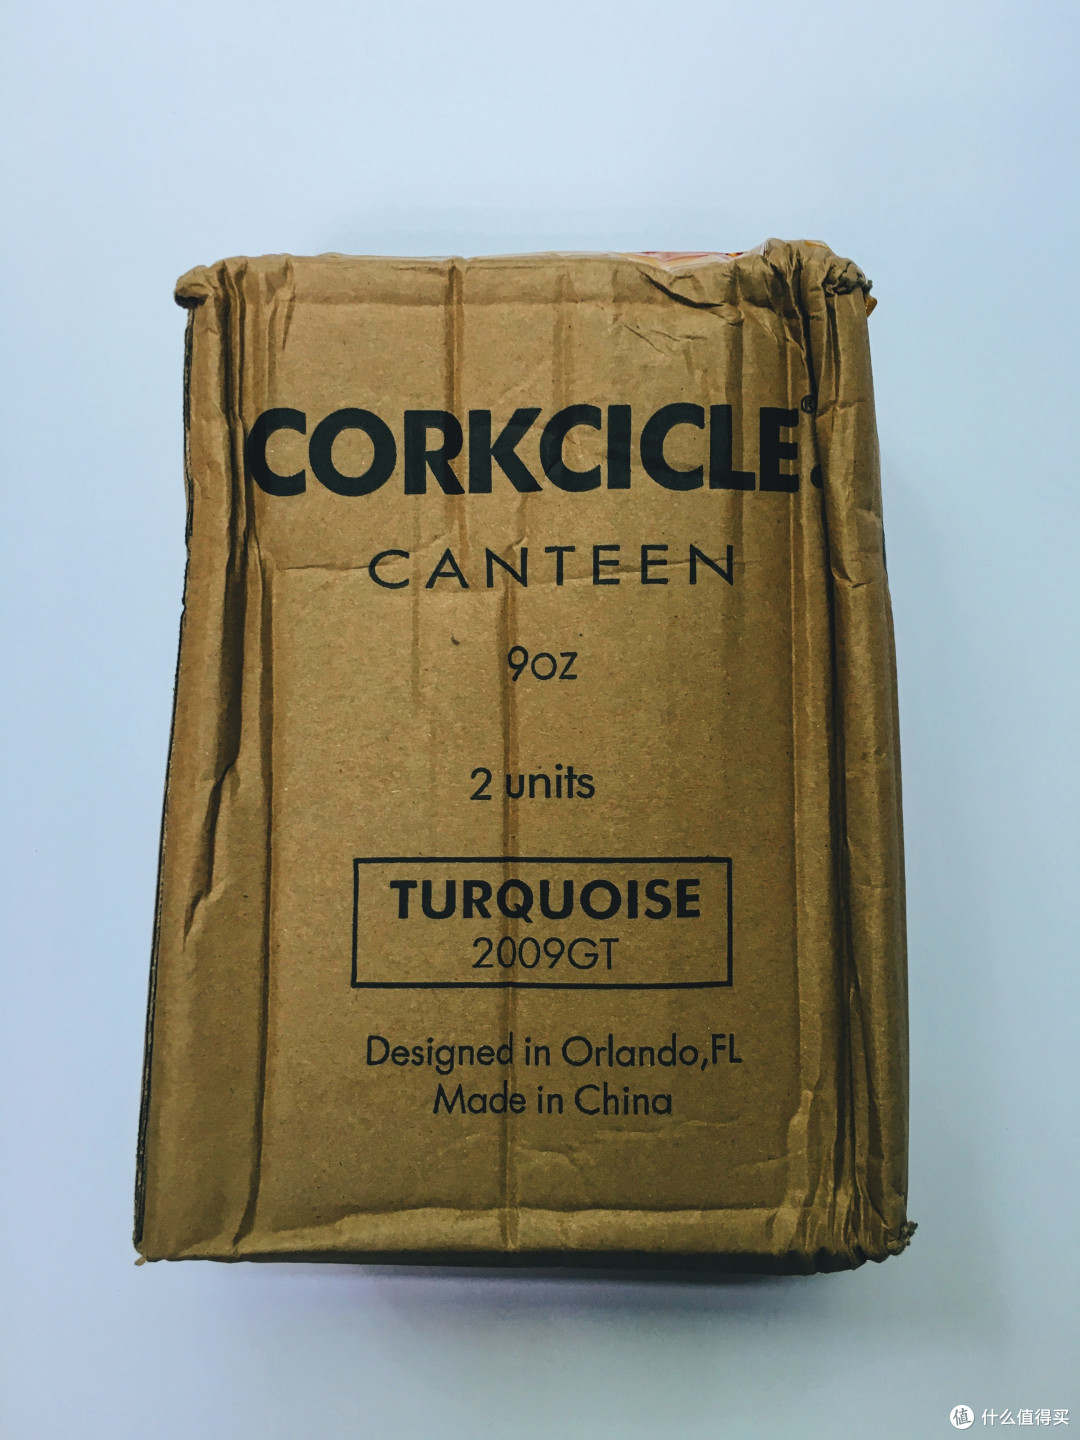 CORKCICLE.®
CANTEEN
9oz
2 units
TURQUOISE
2009GT
Designed in Orlando,FL
Made in China
值 什么值得买